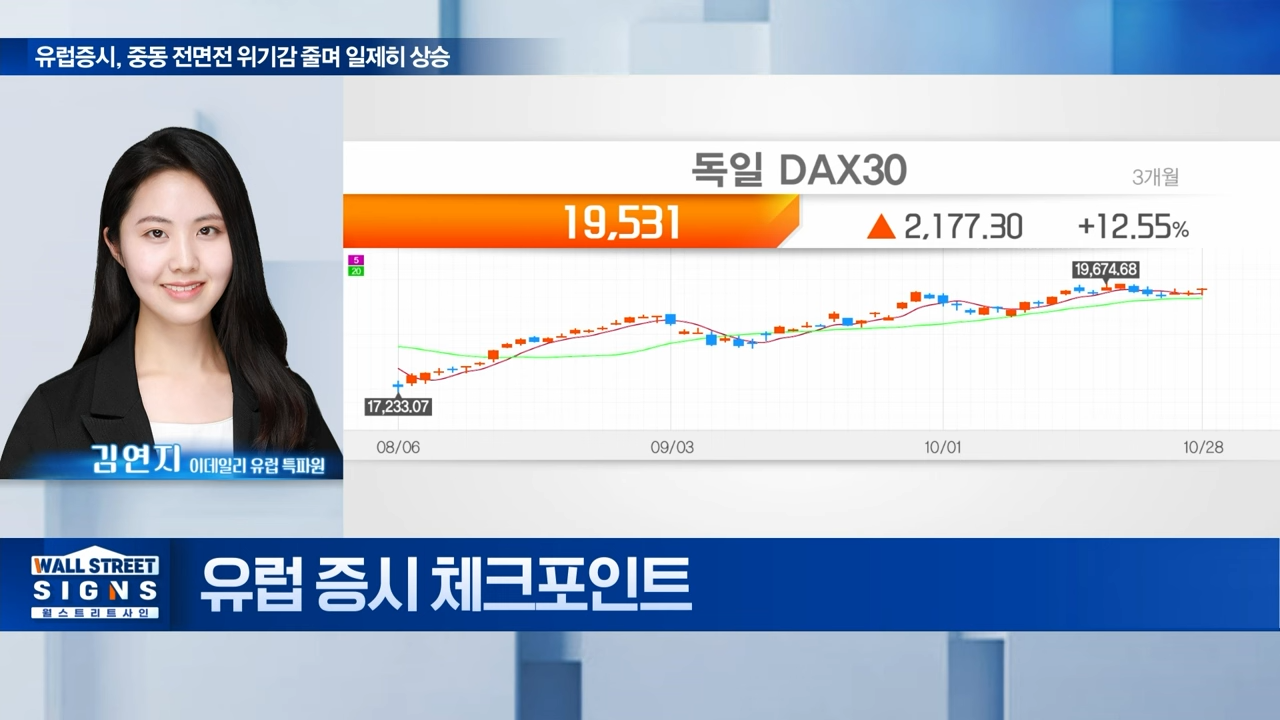 유럽증시, 중동 전면전 위기감 줄며 일제히 상승
독일 DAX30
3개월
19,531
▲ 2,177.30 +12.55%
5
20
19,674.68
17,233.07
08/06 09/03 10/01 10/28
김연지 이데일리 유럽 특파원
WALL STREET
SIGNS
월스트리트사인
유럽 증시 체크포인트